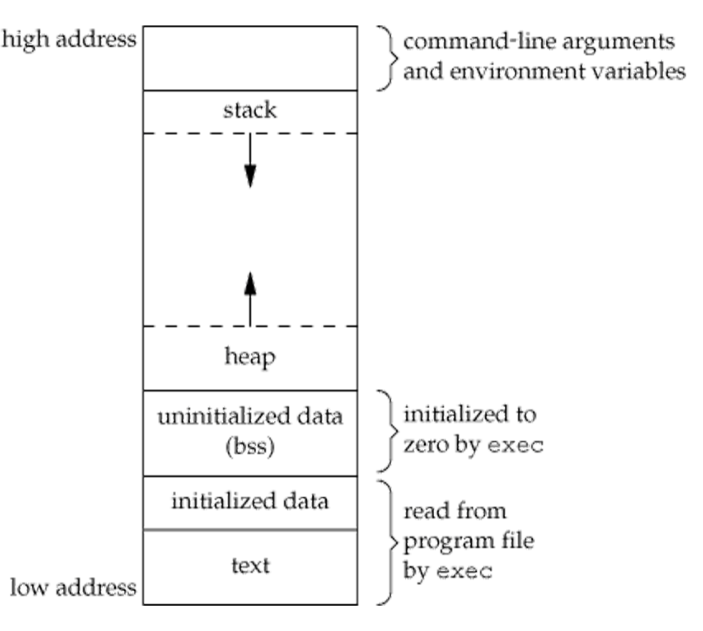 high address
command-line arguments
and environment variables
stack
heap
uninitialized data
(bss)
initialized to
zero by exec
initialized data
read from
program file
by exec
text
low address